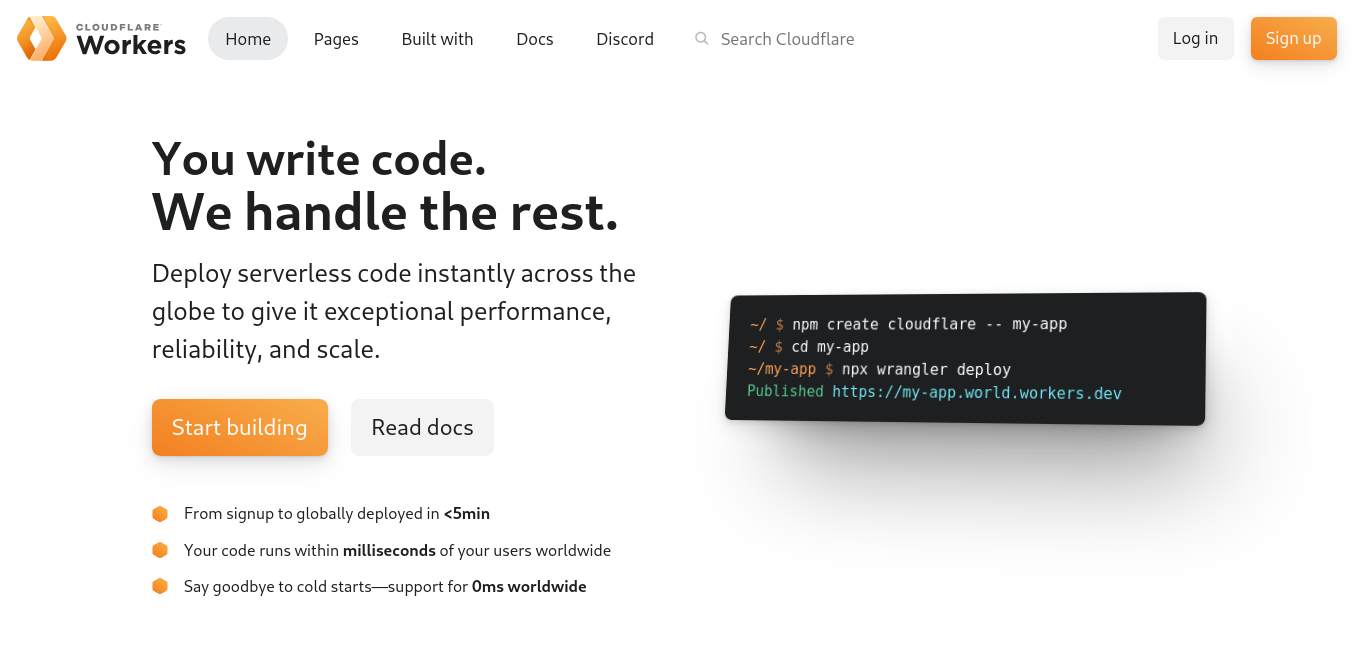 CLOUDFLARE
Workers
Home
Pages
Built with
Docs
Discord
Search Cloudflare
Log in
Sign up
You write code.
We handle the rest.
Deploy serverless code instantly across the
globe to give it exceptional performance,
reliability, and scale.
Start building
Read docs
From signup to globally deployed in <5min
Your code runs within milliseconds of your users worldwide
Say goodbye to cold starts—support for 0ms worldwide
~/ $ npm create cloudflare -- my-app
~/ $ cd my-app
~/my-app $ npx wrangler deploy
Published https://my-app.world.workers.dev